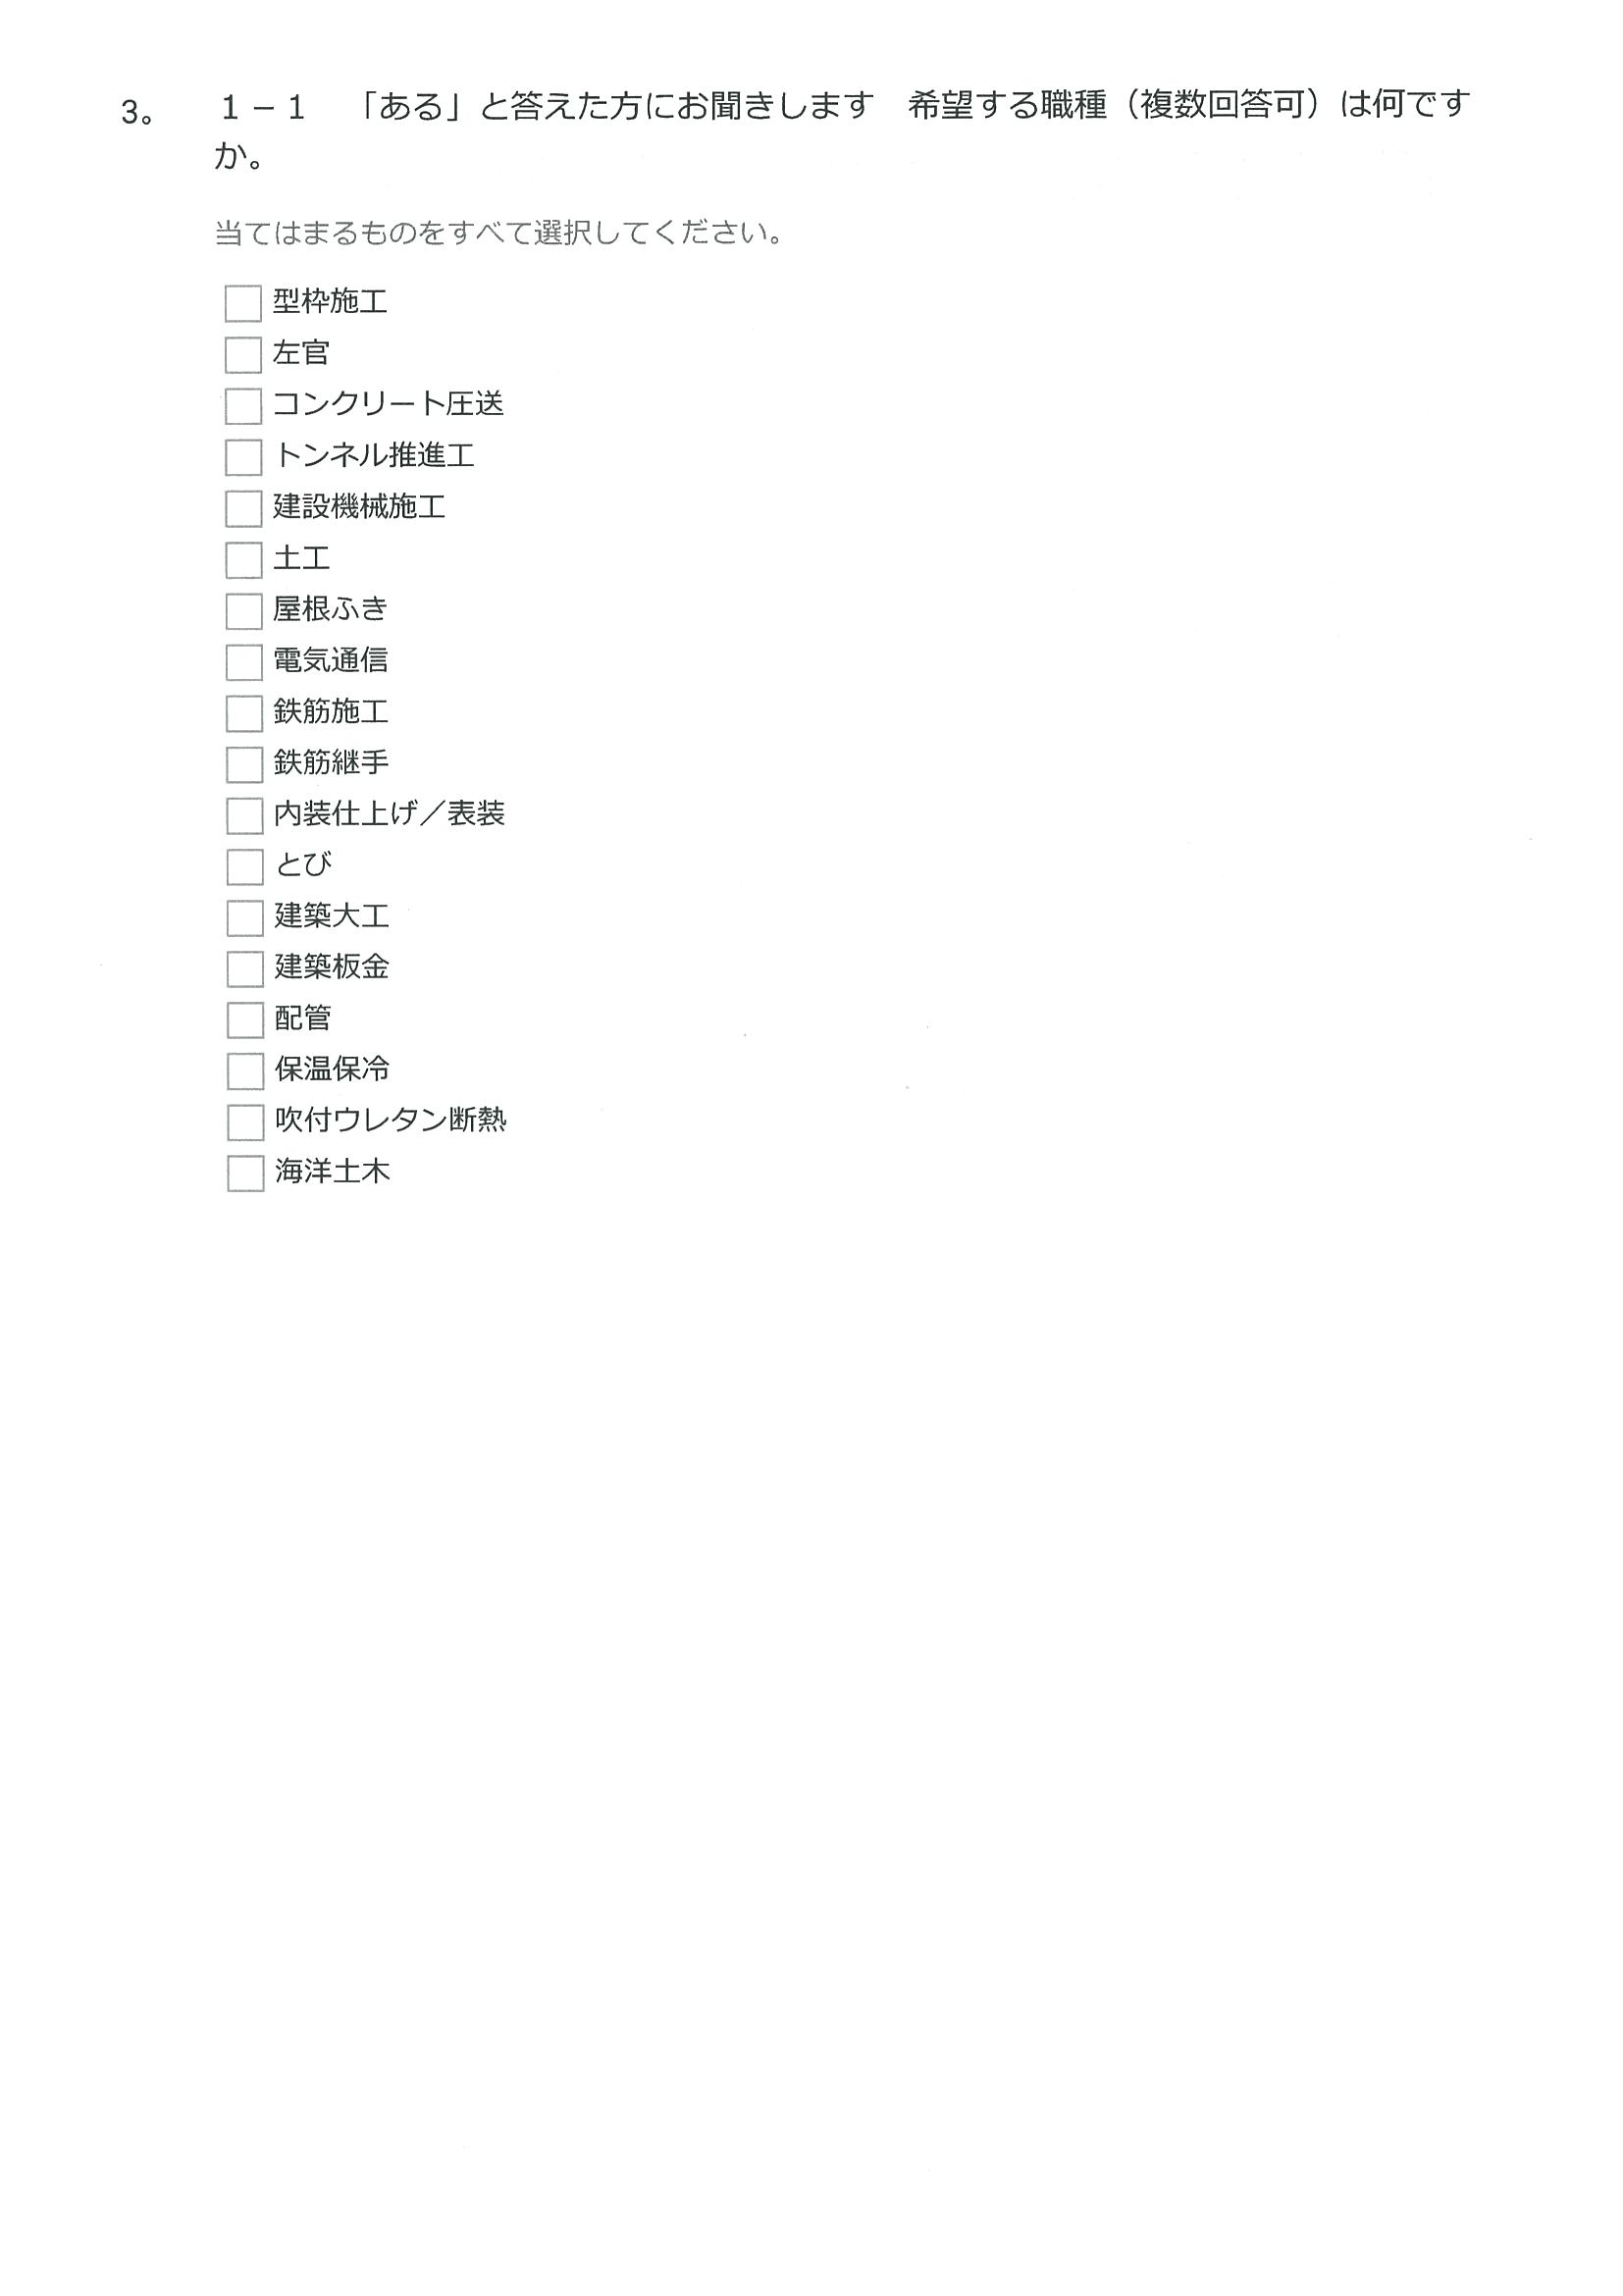 3。 １－１　「ある」と答えた方にお聞きします　希望する職種（複数回答可）は何です
か。
当てはまるものをすべて選択してください。
型枠施工
左官
コンクリート圧送
トンネル推進工
建設機械施工
土工
屋根ふき
電気通信
鉄筋施工
鉄筋継手
内装仕上げ／表装
とび
建築大工
建築板金
配管
保温保冷
吹付ウレタン断熱
海洋土木